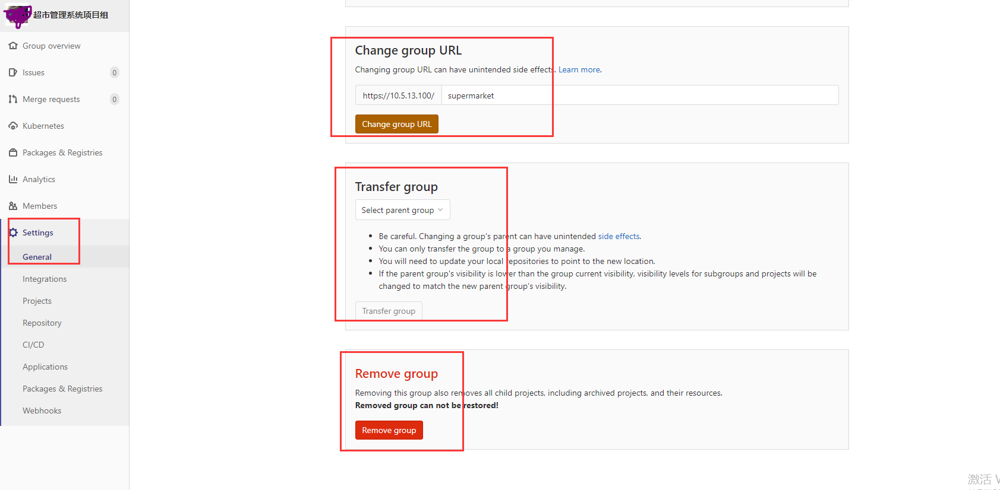 超市管理系统项目组
Group overview
Issues 0
Merge requests 0
Kubernetes
Packages & Registries
Analytics
Members
Settings
General
Integrations
Projects
Repository
CI/CD
Applications
Packages & Registries
Webhooks
Change group URL
Changing group URL can have unintended side effects. Learn more.
https://10.5.13.100/ supermarket
Change group URL
Transfer group
Select parent group
Be careful. Changing a group's parent can have unintended side effects.
You can only transfer the group to a group you manage.
You will need to update your local repositories to point to the new location.
If the parent group's visibility is lower than the group current visibility, visibility levels for subgroups and projects will be
changed to match the new parent group's visibility.
Transfer group
Remove group
Removing this group also removes all child projects, including archived projects, and their resources.
Removed group can not be restored!
Remove group
激活